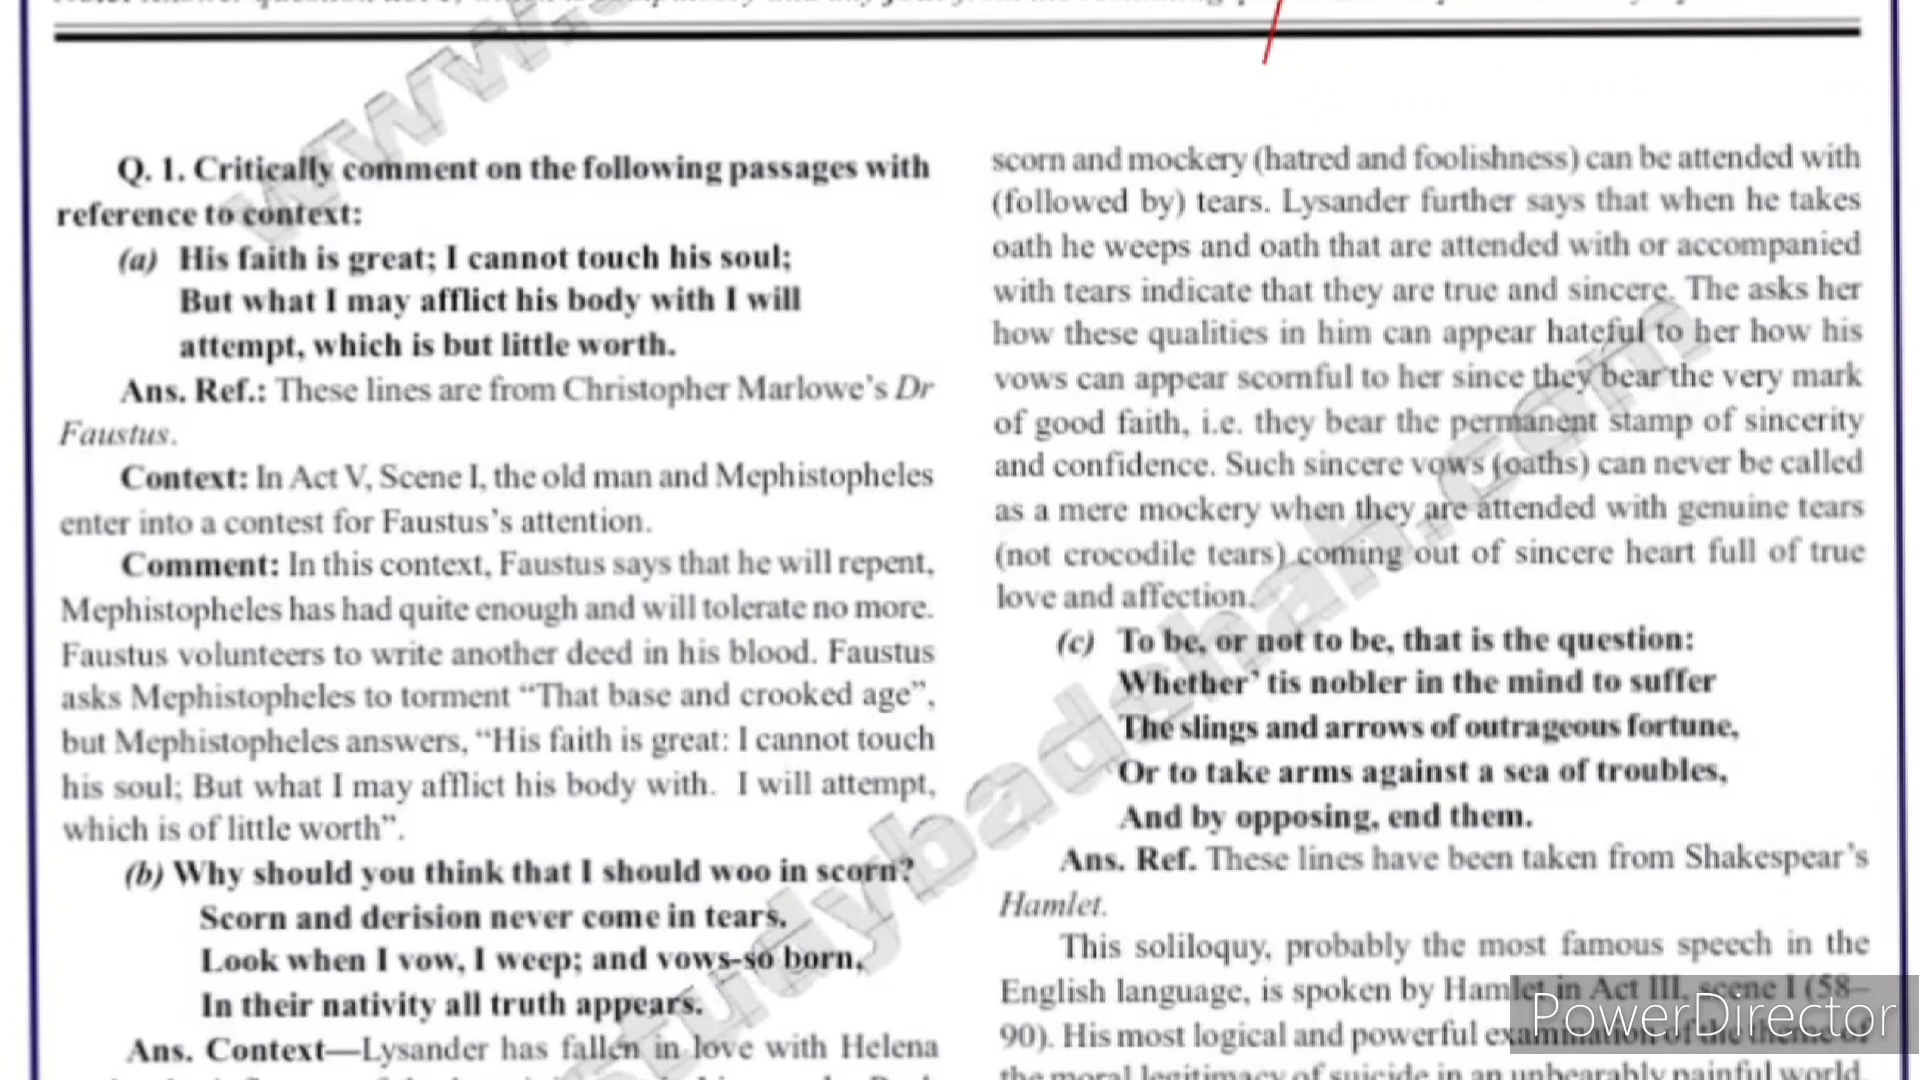 Q. 1. Critically comment on the following passages with
reference to context:
(a) His faith is great; I cannot touch his soul;
But what I may afflict his body with I will
attempt, which is but little worth.
Ans. Ref.: These lines are from Christopher Marlowe's Dr
Faustus.
Context: In Act V, Scene I, the old man and Mephistopheles
enter into a contest for Faustus's attention.
Comment: In this context, Faustus says that he will repent,
Mephistopheles has had quite enough and will tolerate no more.
Faustus volunteers to write another deed in his blood. Faustus
asks Mephistopheles to torment “That base and crooked age”,
but Mephistopheles answers, “His faith is great: I cannot touch
his soul; But what I may afflict his body with. I will attempt,
which is of little worth”.
(b) Why should you think that I should woo in scorn?
Scorn and derision never come in tears.
Look when I vow, I weep; and vows-so born,
In their nativity all truth appears.
Ans. Context—Lysander has fallen in love with Helena
scorn and mockery (hatred and foolishness) can be attended with
(followed by) tears. Lysander further says that when he takes
oath he weeps and oath that are attended with or accompanied
with tears indicate that they are true and sincere. The asks her
how these qualities in him can appear hateful to her how his
vows can appear scornful to her since they bear the very mark
of good faith, i.e. they bear the permanent stamp of sincerity
and confidence. Such sincere vows (oaths) can never be called
as a mere mockery when they are attended with genuine tears
(not crocodile tears) coming out of sincere heart full of true
love and affection.
(c) To be, or not to be, that is the question:
Whether’ tis nobler in the mind to suffer
The slings and arrows of outrageous fortune,
Or to take arms against a sea of troubles,
And by opposing, end them.
Ans. Ref. These lines have been taken from Shakespear’s
Hamlet.
This soliloquy, probably the most famous speech in the
English language, is spoken by Hamlet in Act III, scene I (58–
90). His most logical and powerful examination of the theme of
the moral legitimacy of suicide in an unbearably painful world,
www.studybadshah.com
PowerDirector